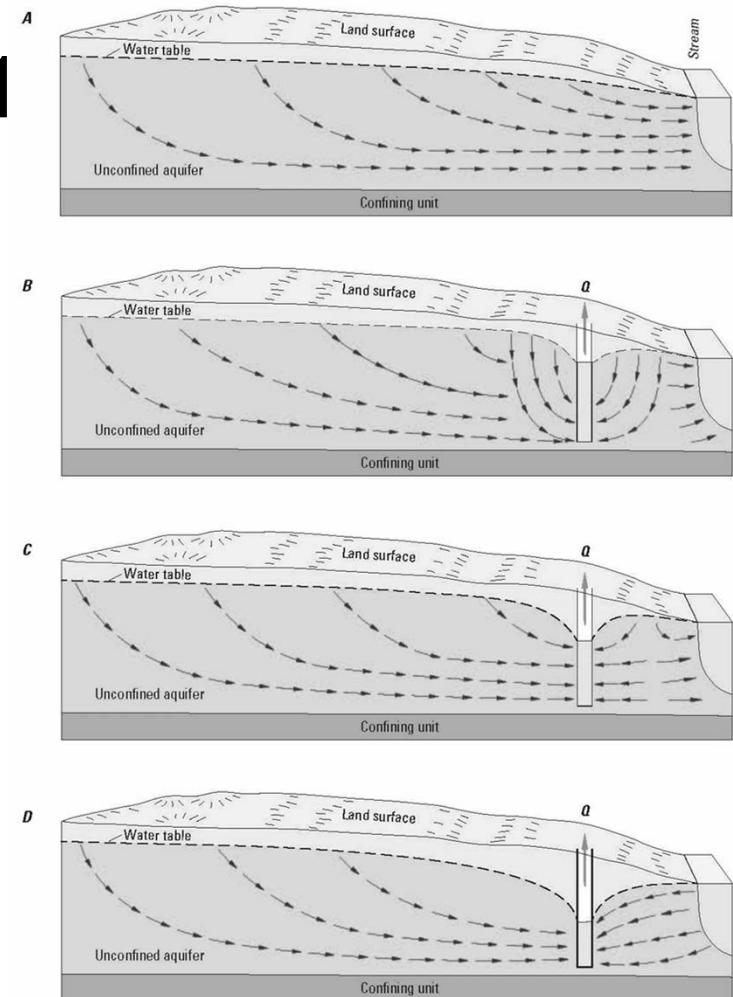 A
Land surface
Stream
Water table
Unconfined aquifer
Confining unit
B
Q
Land surface
Water table
Unconfined aquifer
Confining unit
C
Q
Land surface
Water table
Unconfined aquifer
Confining unit
D
Q
Land surface
Water table
Unconfined aquifer
Confining unit